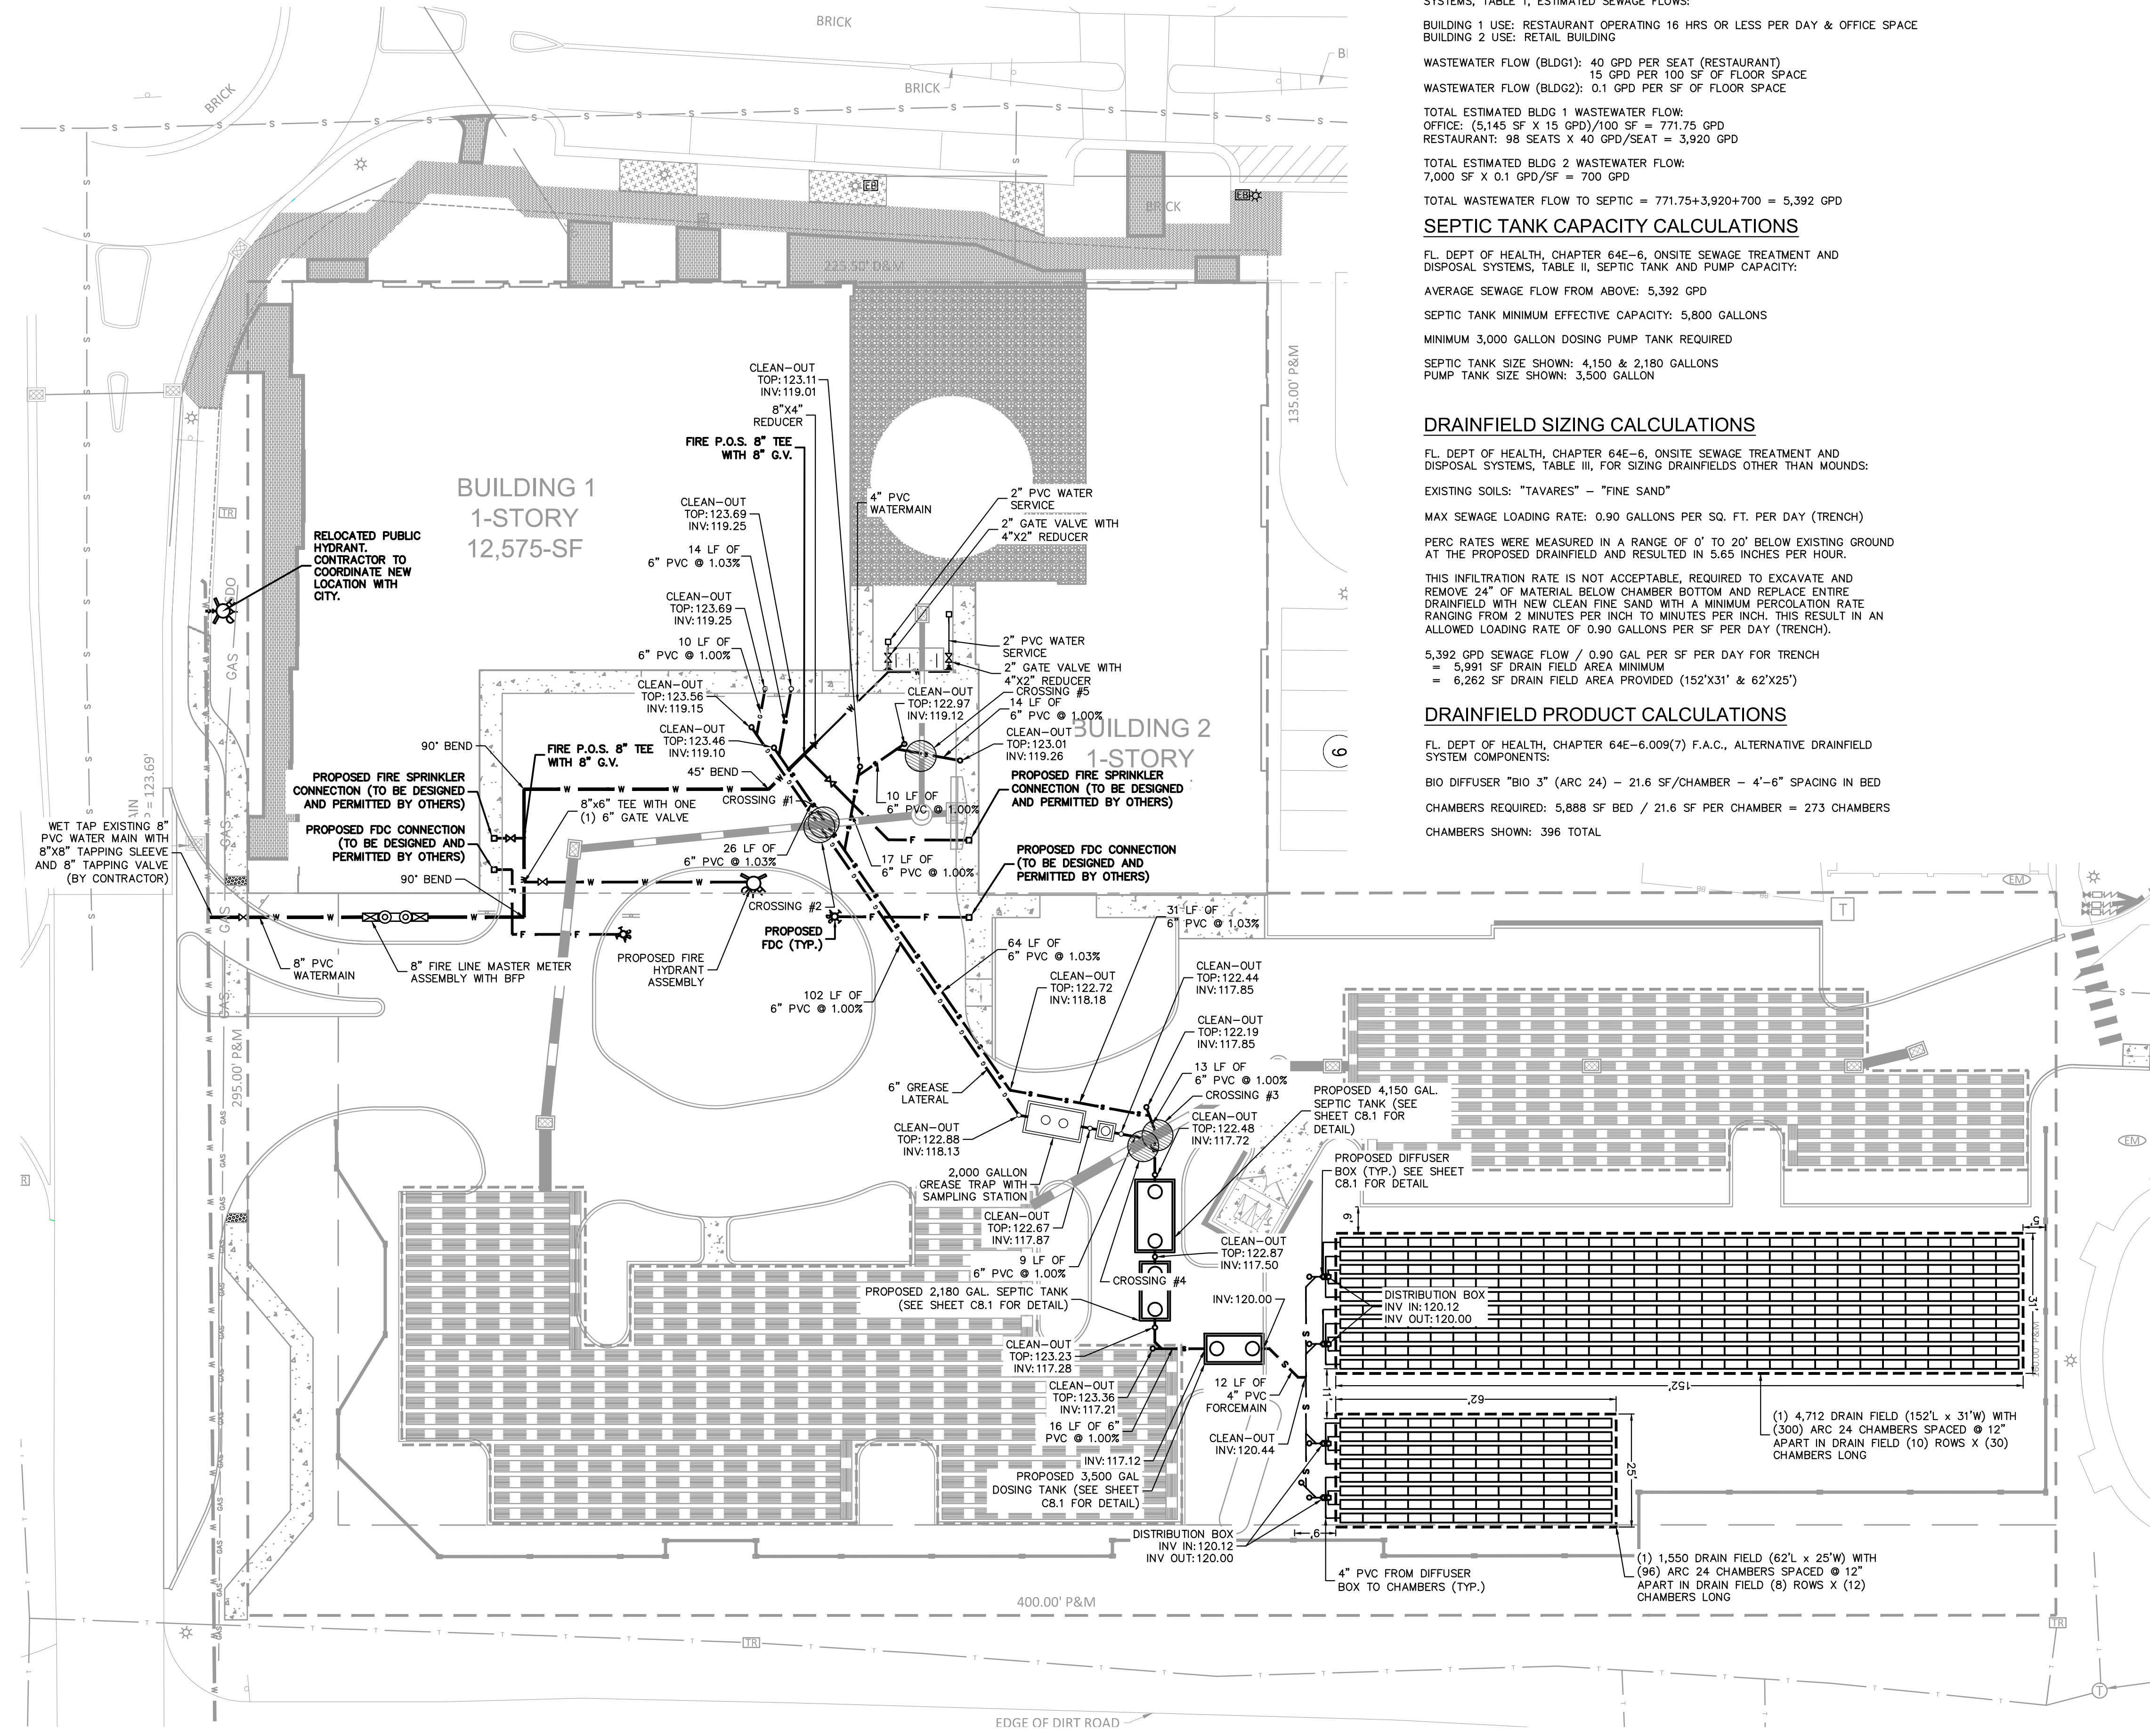 SYSTEMS, TABLE 1, ESTIMATED SEWAGE FLOWS:
BUILDING 1 USE: RESTAURANT OPERATING 16 HRS OR LESS PER DAY & OFFICE SPACE
BUILDING 2 USE: RETAIL BUILDING
WASTEWATER FLOW (BLDG1): 40 GPD PER SEAT (RESTAURANT)
15 GPD PER 100 SF OF FLOOR SPACE
WASTEWATER FLOW (BLDG2): 0.1 GPD PER SF OF FLOOR SPACE
TOTAL ESTIMATED BLDG 1 WASTEWATER FLOW:
OFFICE: (5,145 SF X 15 GPD)/100 SF = 771.75 GPD
RESTAURANT: 98 SEATS X 40 GPD/SEAT = 3,920 GPD
TOTAL ESTIMATED BLDG 2 WASTEWATER FLOW:
7,000 SF X 0.1 GPD/SF = 700 GPD
TOTAL WASTEWATER FLOW TO SEPTIC = 771.75+3,920+700 = 5,392 GPD
SEPTIC TANK CAPACITY CALCULATIONS
FL. DEPT OF HEALTH, CHAPTER 64E-6, ONSITE SEWAGE TREATMENT AND
DISPOSAL SYSTEMS, TABLE II, SEPTIC TANK AND PUMP CAPACITY:
AVERAGE SEWAGE FLOW FROM ABOVE: 5,392 GPD
SEPTIC TANK MINIMUM EFFECTIVE CAPACITY: 5,800 GALLONS
MINIMUM 3,000 GALLON DOSING PUMP TANK REQUIRED
SEPTIC TANK SIZE SHOWN: 4,150 & 2,180 GALLONS
PUMP TANK SIZE SHOWN: 3,500 GALLON
DRAINFIELD SIZING CALCULATIONS
FL. DEPT OF HEALTH, CHAPTER 64E-6, ONSITE SEWAGE TREATMENT AND
DISPOSAL SYSTEMS, TABLE III, FOR SIZING DRAINFIELDS OTHER THAN MOUNDS:
EXISTING SOILS: "TAVARES" - "FINE SAND"
MAX SEWAGE LOADING RATE: 0.90 GALLONS PER SQ. FT. PER DAY (TRENCH)
PERC RATES WERE MEASURED IN A RANGE OF 0' TO 20' BELOW EXISTING GROUND
AT THE PROPOSED DRAINFIELD AND RESULTED IN 5.65 INCHES PER HOUR.
THIS INFILTRATION RATE IS NOT ACCEPTABLE, REQUIRED TO EXCAVATE AND
REMOVE 24" OF MATERIAL BELOW CHAMBER BOTTOM AND REPLACE ENTIRE
DRAINFIELD WITH NEW CLEAN FINE SAND WITH A MINIMUM PERCOLATION RATE
RANGING FROM 2 MINUTES PER INCH TO MINUTES PER INCH. THIS RESULT IN AN
ALLOWED LOADING RATE OF 0.90 GALLONS PER SF PER DAY (TRENCH).
5,392 GPD SEWAGE FLOW / 0.90 GAL PER SF PER DAY FOR TRENCH
= 5,991 SF DRAIN FIELD AREA MINIMUM
= 6,262 SF DRAIN FIELD AREA PROVIDED (152'X31' & 62'X25')
DRAINFIELD PRODUCT CALCULATIONS
FL. DEPT OF HEALTH, CHAPTER 64E-6.009(7) F.A.C., ALTERNATIVE DRAINFIELD
SYSTEM COMPONENTS:
BIO DIFFUSER "BIO 3" (ARC 24) - 21.6 SF/CHAMBER - 4'-6" SPACING IN BED
CHAMBERS REQUIRED: 5,888 SF BED / 21.6 SF PER CHAMBER = 273 CHAMBERS
CHAMBERS SHOWN: 396 TOTAL
BRICK
BRICK
BRICK
BRICK
EB
EB
225.50' D&M
135.00' P&M
BUILDING 1
1-STORY
12,575-SF
BUILDING 2
1-STORY
TR
RELOCATED PUBLIC
HYDRANT.
CONTRACTOR TO
COORDINATE NEW
LOCATION WITH
CITY.
CLEAN-OUT
TOP:123.11
INV:119.01
8"X4"
REDUCER
FIRE P.O.S. 8" TEE
WITH 8" G.V.
4" PVC
WATERMAIN
2" PVC WATER
SERVICE
2" GATE VALVE WITH
4"X2" REDUCER
CLEAN-OUT
TOP:123.69
INV:119.25
14 LF OF
6" PVC @ 1.03%
CLEAN-OUT
TOP:123.69
INV:119.25
10 LF OF
6" PVC @ 1.00%
2" PVC WATER
SERVICE
2" GATE VALVE WITH
4"X2" REDUCER
CROSSING #5
14 LF OF
6" PVC @ 1.00%
CLEAN-OUT
TOP:122.97
INV:119.12
CLEAN-OUT
TOP:123.01
INV:119.26
CLEAN-OUT
TOP:123.56
INV:119.15
CLEAN-OUT
TOP:123.46
INV:119.10
45° BEND
90° BEND
FIRE P.O.S. 8" TEE
WITH 8" G.V.
PROPOSED FIRE SPRINKLER
CONNECTION (TO BE DESIGNED
AND PERMITTED BY OTHERS)
8"x6" TEE WITH ONE
(1) 6" GATE VALVE
CROSSING #1
10 LF OF
6" PVC @ 1.00%
PROPOSED FIRE SPRINKLER
CONNECTION (TO BE DESIGNED
AND PERMITTED BY OTHERS)
WET TAP EXISTING 8"
PVC WATER MAIN WITH
8"X8" TAPPING SLEEVE
AND 8" TAPPING VALVE
(BY CONTRACTOR)
PROPOSED FDC CONNECTION
(TO BE DESIGNED AND
PERMITTED BY OTHERS)
90° BEND
26 LF OF
6" PVC @ 1.03%
17 LF OF
6" PVC @ 1.00%
PROPOSED FDC CONNECTION
(TO BE DESIGNED AND
PERMITTED BY OTHERS)
CROSSING #2
PROPOSED
FDC (TYP.)
8" PVC
WATERMAIN
8" FIRE LINE MASTER METER
ASSEMBLY WITH BFP
PROPOSED FIRE
HYDRANT
ASSEMBLY
102 LF OF
6" PVC @ 1.00%
31 LF OF
6" PVC @ 1.03%
64 LF OF
6" PVC @ 1.03%
CLEAN-OUT
TOP:122.72
INV:118.18
CLEAN-OUT
TOP:122.44
INV:117.85
CLEAN-OUT
TOP:122.19
INV:117.85
13 LF OF
6" PVC @ 1.00%
CROSSING #3
6" GREASE
LATERAL
CLEAN-OUT
TOP:122.88
INV:118.13
CLEAN-OUT
TOP:122.48
INV:117.72
PROPOSED 4,150 GAL.
SEPTIC TANK (SEE
SHEET C8.1 FOR
DETAIL)
2,000 GALLON
GREASE TRAP WITH
SAMPLING STATION
CLEAN-OUT
TOP:122.67
INV:117.87
PROPOSED DIFFUSER
BOX (TYP.) SEE SHEET
C8.1 FOR DETAIL
9 LF OF
6" PVC @ 1.00%
CLEAN-OUT
TOP:122.87
INV:117.50
CROSSING #4
PROPOSED 2,180 GAL. SEPTIC TANK
(SEE SHEET C8.1 FOR DETAIL)
INV:120.00
DISTRIBUTION BOX
INV IN:120.12
INV OUT:120.00
CLEAN-OUT
TOP:123.23
INV:117.28
CLEAN-OUT
TOP:123.36
INV:117.21
16 LF OF 6"
PVC @ 1.00%
INV:117.12
PROPOSED 3,500 GAL
DOSING TANK (SEE SHEET
C8.1 FOR DETAIL)
12 LF OF
4" PVC
FORCEMAIN
CLEAN-OUT
INV:120.44
DISTRIBUTION BOX
INV IN:120.12
INV OUT:120.00
4" PVC FROM DIFFUSER
BOX TO CHAMBERS (TYP.)
(1) 4,712 DRAIN FIELD (152'L x 31'W) WITH
(300) ARC 24 CHAMBERS SPACED @ 12"
APART IN DRAIN FIELD (10) ROWS X (30)
CHAMBERS LONG
(1) 1,550 DRAIN FIELD (62'L x 25'W) WITH
(96) ARC 24 CHAMBERS SPACED @ 12"
APART IN DRAIN FIELD (8) ROWS X (12)
CHAMBERS LONG
6'
5'
31'
152'
62'
25'
295.00' P&M
400.00' P&M
EM
EM
T
TR
TR
T
EDGE OF DIRT ROAD